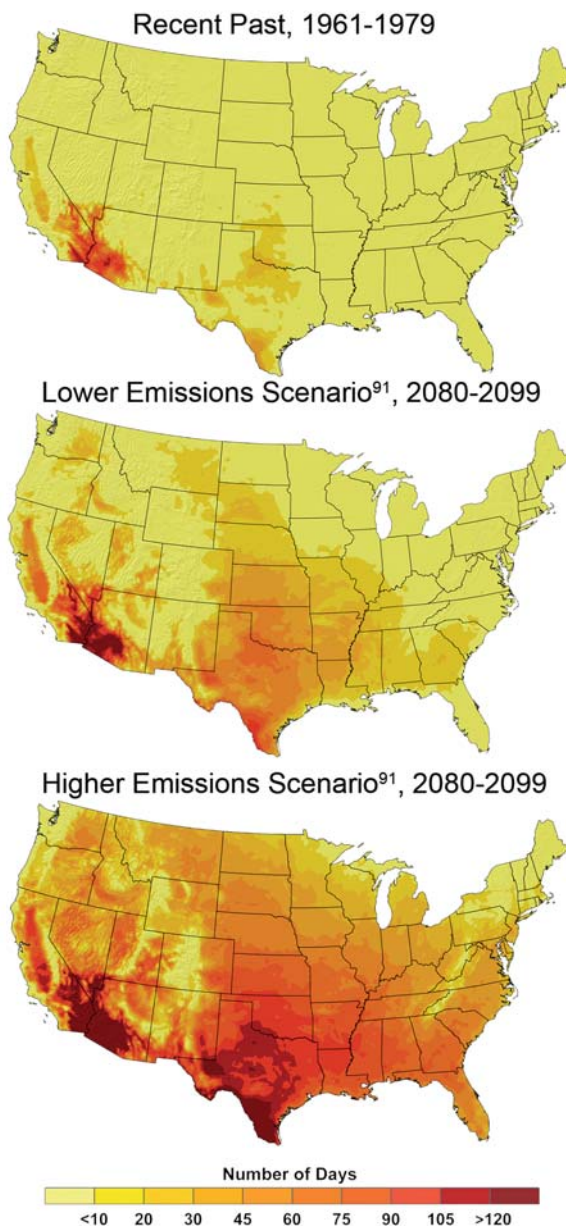 Recent Past, 1961-1979
Lower Emissions Scenario⁹¹, 2080-2099
Higher Emissions Scenario⁹¹, 2080-2099
Number of Days
<10 20 30 45 60 75 90 105 >120